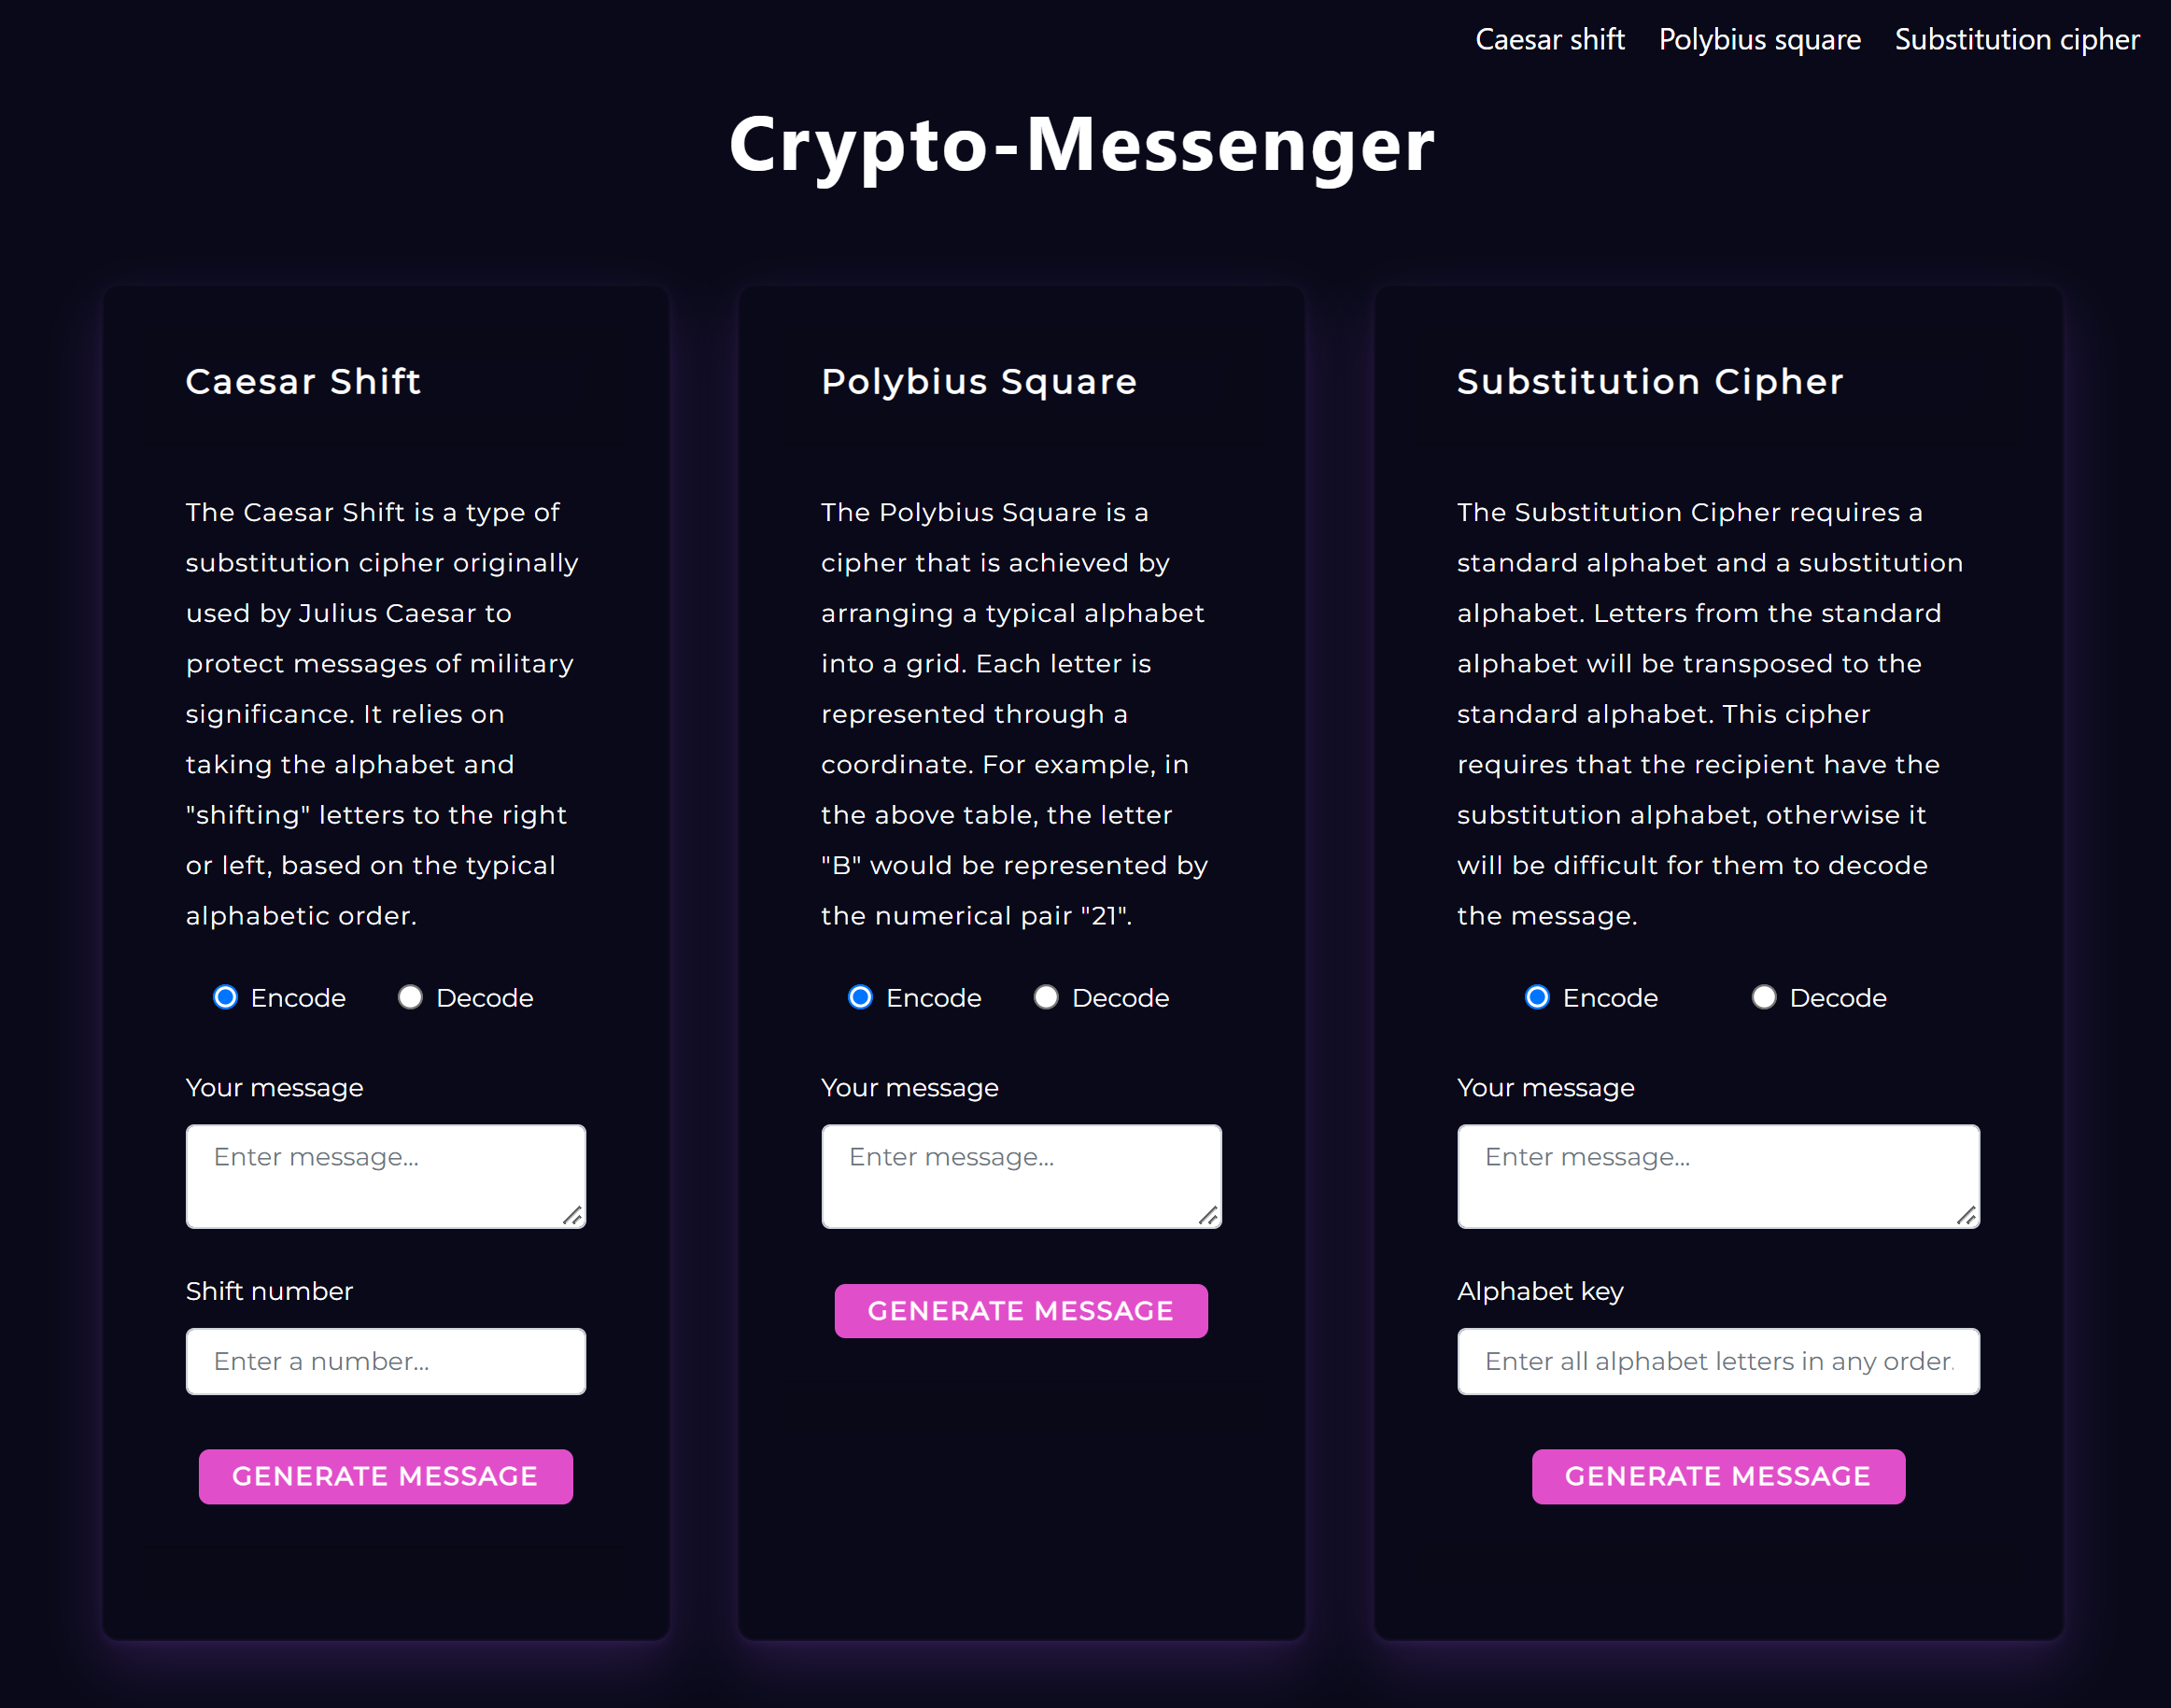 Caesar shift Polybius square Substitution cipher
Crypto-Messenger
Caesar Shift
The Caesar Shift is a type of
substitution cipher originally
used by Julius Caesar to
protect messages of military
significance. It relies on
taking the alphabet and
"shifting" letters to the right
or left, based on the typical
alphabetic order.
Encode Decode
Your message
Enter message...
Shift number
Enter a number...
GENERATE MESSAGE
Polybius Square
The Polybius Square is a
cipher that is achieved by
arranging a typical alphabet
into a grid. Each letter is
represented through a
coordinate. For example, in
the above table, the letter
"B" would be represented by
the numerical pair "21".
Encode Decode
Your message
Enter message...
GENERATE MESSAGE
Substitution Cipher
The Substitution Cipher requires a
standard alphabet and a substitution
alphabet. Letters from the standard
alphabet will be transposed to the
standard alphabet. This cipher
requires that the recipient have the
substitution alphabet, otherwise it
will be difficult for them to decode
the message.
Encode Decode
Your message
Enter message...
Alphabet key
Enter all alphabet letters in any order.
GENERATE MESSAGE